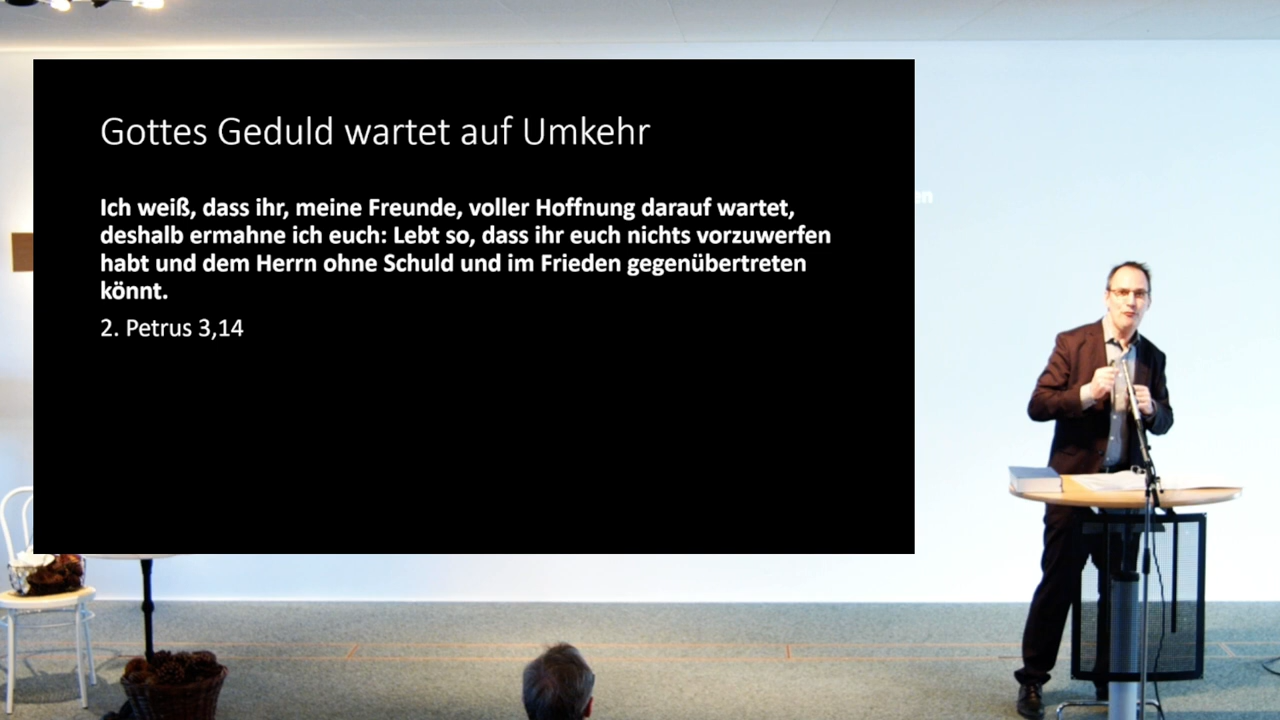 Gottes Geduld wartet auf Umkehr
Ich weiß, dass ihr, meine Freunde, voller Hoffnung darauf wartet,
deshalb ermahne ich euch: Lebt so, dass ihr euch nichts vorzuwerfen
habt und dem Herrn ohne Schuld und im Frieden gegenübertreten
könnt.
2. Petrus 3,14